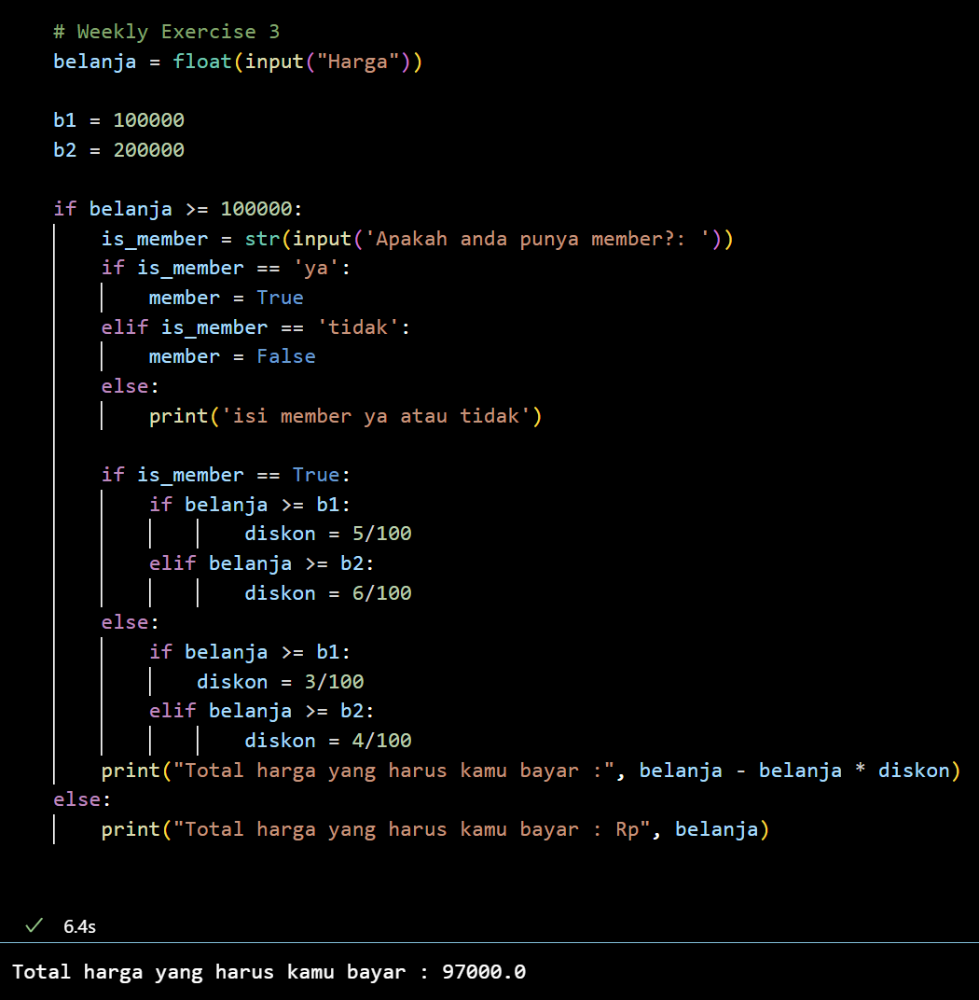 # Weekly Exercise 3
belanja = float(input("Harga"))
b1 = 100000
b2 = 200000
if belanja >= 100000:
    is_member = str(input('Apakah anda punya member?: '))
    if is_member == 'ya':
        member = True
    elif is_member == 'tidak':
        member = False
    else:
        print('isi member ya atau tidak')
    if is_member == True:
        if belanja >= b1:
                diskon = 5/100
        elif belanja >= b2:
                diskon = 6/100
    else:
        if belanja >= b1:
            diskon = 3/100
        elif belanja >= b2:
                diskon = 4/100
    print("Total harga yang harus kamu bayar :", belanja - belanja * diskon)
else:
    print("Total harga yang harus kamu bayar : Rp", belanja)
✓ 6.4s
Total harga yang harus kamu bayar : 97000.0